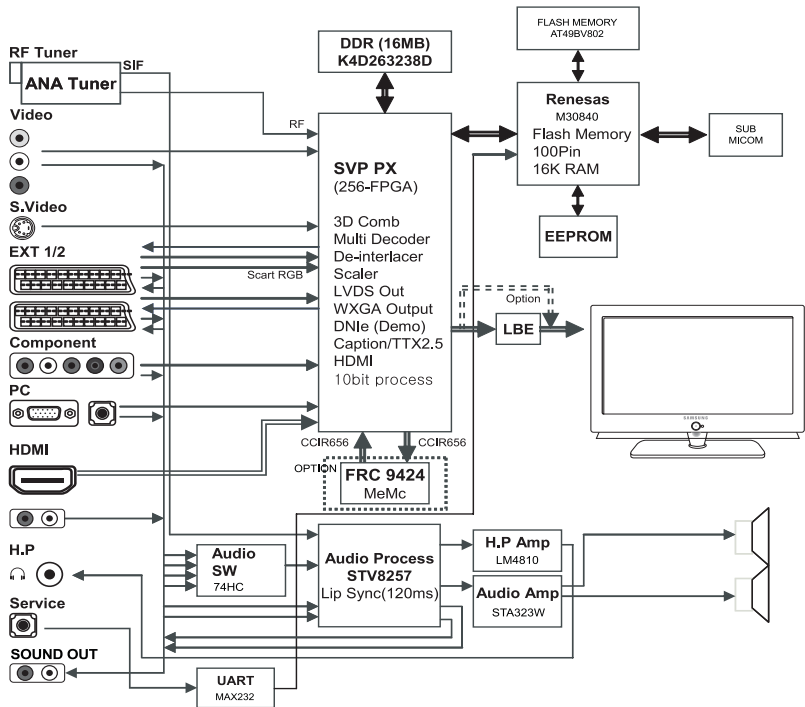 FLASH MEMORY
AT49BV802
RF Tuner
SIF
ANA Tuner
DDR (16MB)
K4D263238D
Renesas
M30840
Flash Memory
100Pin
16K RAM
SUB
MICOM
EEPROM
Video
RF
SVP PX
(256-FPGA)
3D Comb
Multi Decoder
De-interlacer
Scaler
LVDS Out
WXGA Output
DNIe (Demo)
Caption/TTX2.5
HDMI
10bit process
S.Video
EXT 1/2
Scart RGB
Option
LBE
SAMSUNG
Component
PC
HDMI
CCIR656
CCIR656
OPTION
FRC 9424
MeMc
H.P
Audio
SW
74HC
Audio Process
STV8257
Lip Sync(120ms)
H.P Amp
LM4810
Audio Amp
STA323W
Service
SOUND OUT
UART
MAX232